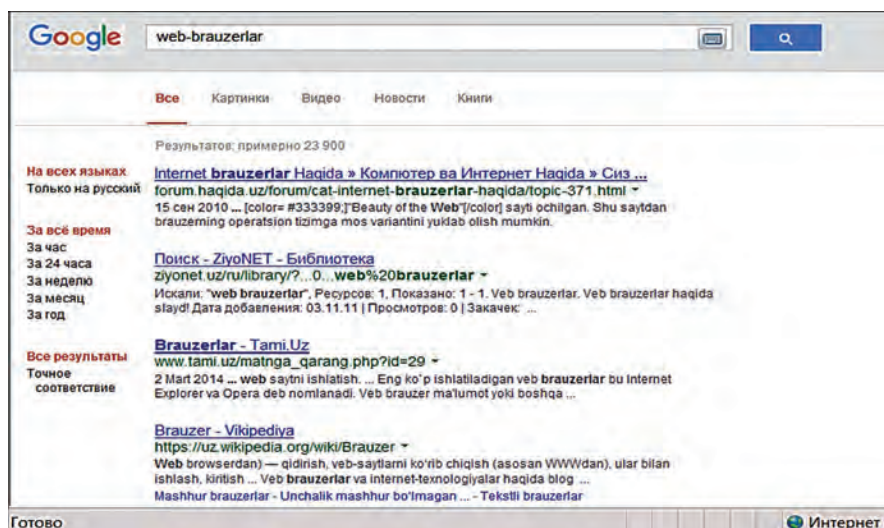 Google
web-brauzerlar
Все Картинки Видео Новости Книги
Результатов: примерно 23 900
На всех языках
Только на русский
За всё время
За час
За 24 часа
За неделю
За месяц
За год
Все результаты
Точное
соответствие
Internet brauzerlar Haqida » Компютер ва Интернет Haqida » Сиз ...
forum.haqida.uz/forum/cat-internet-brauzerlar-haqida/topic-371.html
15 сен 2010 ... [color= #333399;]"Beauty of the Web"[/color] sayti ochilgan. Shu saytdan
brauzerning operatsion tizimga mos variantini yuklab olish mumkin.
Поиск - ZiyoNET - Библиотека
ziyonet.uz/ru/library/?...0...web%20brauzerlar
Искали: "web brauzerlar", Ресурсов: 1, Показано: 1 - 1. Veb brauzerlar. Veb brauzerlar haqida
slayd! Дата добавления: 03.11.11 | Просмотров: 0 | Закачек: ...
Brauzerlar - Tami.Uz
www.tami.uz/matnga_qarang.php?id=29
2 Mart 2014 ... web saytni ishlatish. ... Eng ko`p ishlatiladigan veb brauzerlar bu Internet
Explorer va Opera deb nomlanadi. Veb brauzer ma'lumot yoki boshqa ...
Brauzer - Vikipediya
https://uz.wikipedia.org/wiki/Brauzer
Web browserdan) — qidirish, veb-saytlarni ko'rib chiqish (asosan WWWdan), ular bilan
ishlash, kiritish ... Veb brauzerlar va internet-texnologiyalar haqida blog ...
Mashhur brauzerlar - Unchalik mashhur bo'lmagan ... - Tekstli brauzerlar
Готово Интернет